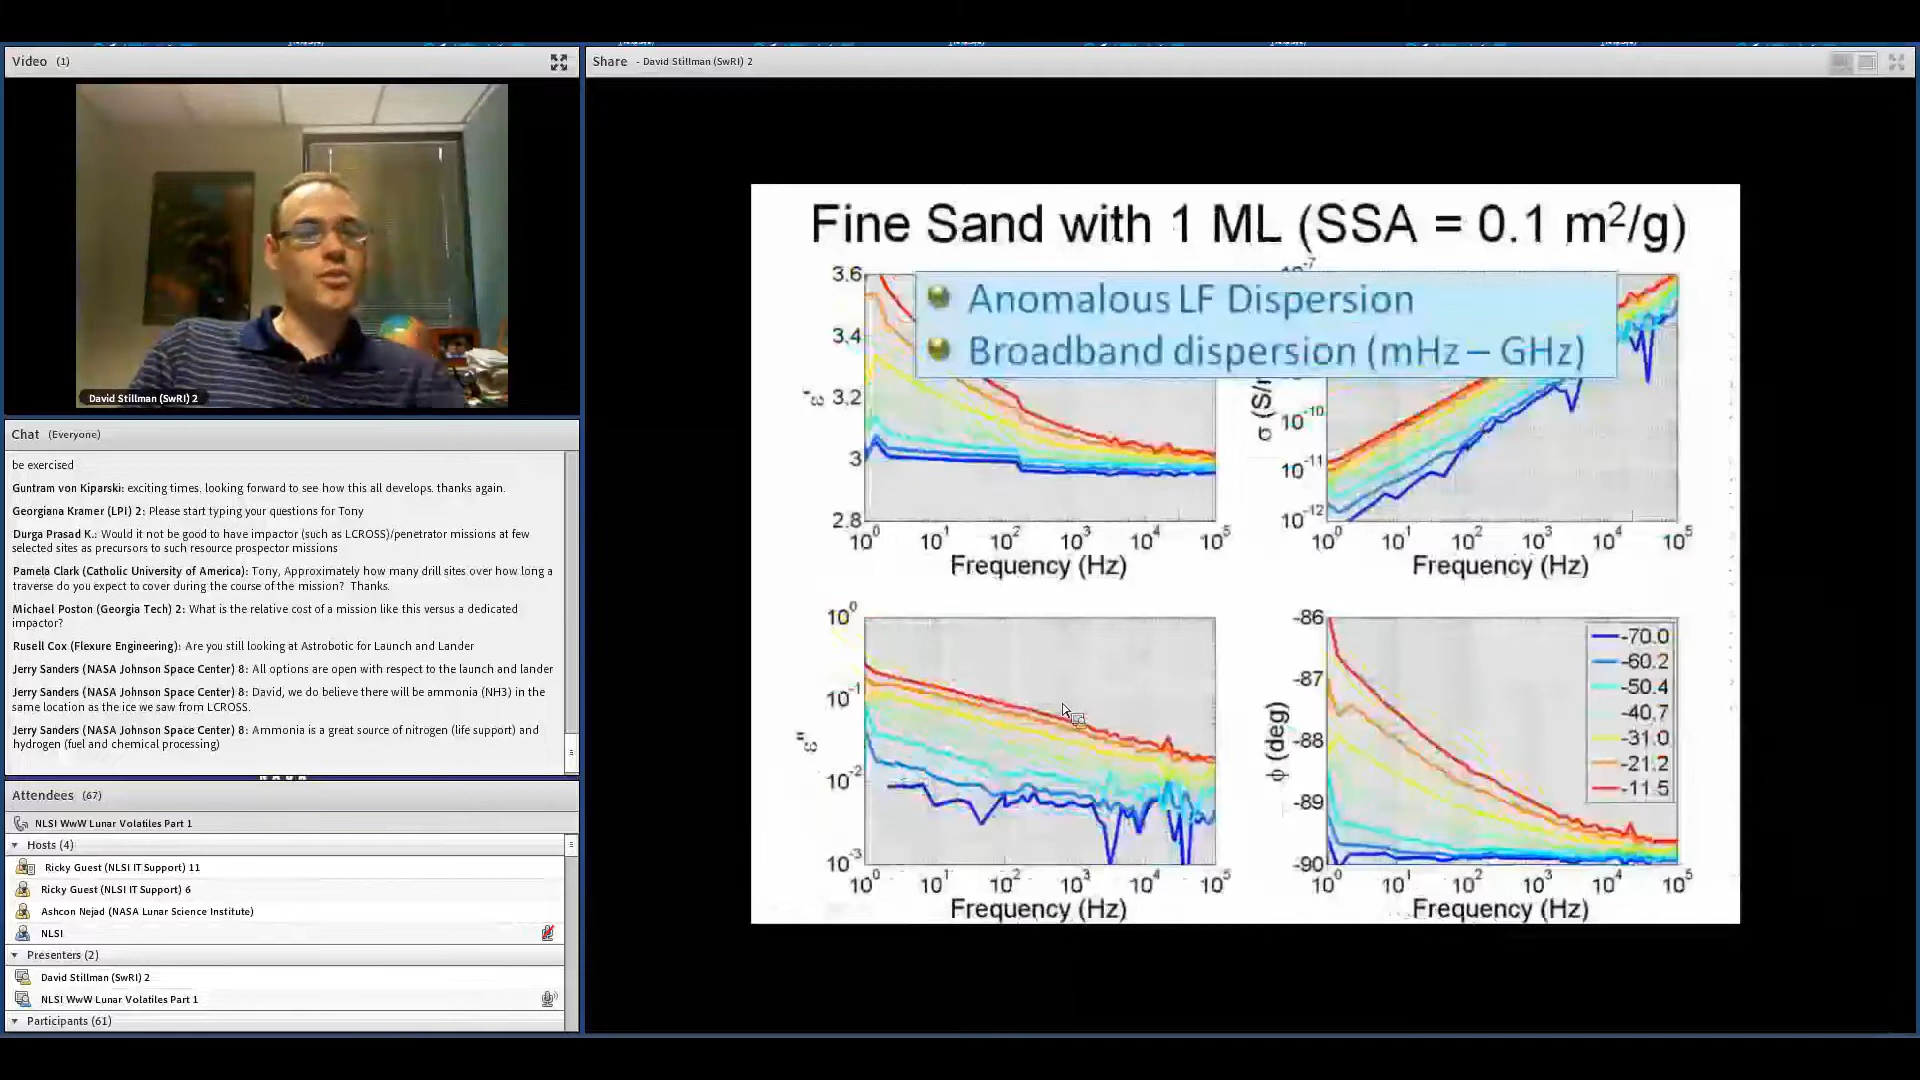 Video (1)
David Stillman (SwRI) 2
Chat (Everyone)
be exercised
Guntram von Kiparski: exciting times. looking forward to see how this all develops. thanks again.
Georgiana Kramer (LPI) 2: Please start typing your questions for Tony
Durga Prasad K.: Would it not be good to have impactor (such as LCROSS)/penetrator missions at few
selected sites as precursors to such resource prospector missions
Pamela Clark (Catholic University of America): Tony, Approximately how many drill sites over how long a
traverse do you expect to cover during the course of the mission? Thanks.
Michael Poston (Georgia Tech) 2: What is the relative cost of a mission like this versus a dedicated
impactor?
Rusell Cox (Flexure Engineering): Are you still looking at Astrobotic for Launch and Lander
Jerry Sanders (NASA Johnson Space Center) 8: All options are open with respect to the launch and lander
Jerry Sanders (NASA Johnson Space Center) 8: David, we do believe there will be ammonia (NH3) in the
same location as the ice we saw from LCROSS.
Jerry Sanders (NASA Johnson Space Center) 8: Ammonia is a great source of nitrogen (life support) and
hydrogen (fuel and chemical processing)
Attendees (67)
NLSI WwW Lunar Volatiles Part 1
Hosts (4)
Ricky Guest (NLSI IT Support) 11
Ricky Guest (NLSI IT Support) 6
Ashcon Nejad (NASA Lunar Science Institute)
NLSI
Presenters (2)
David Stillman (SwRI) 2
NLSI WwW Lunar Volatiles Part 1
Participants (61)
Share - David Stillman (SwRI) 2
Fine Sand with 1 ML (SSA = 0.1 m²/g)
Anomalous LF Dispersion
Broadband dispersion (mHz – GHz)
3.6
3.4
3.2
3
2.8
ε'
10⁰ 10¹ 10² 10³ 10⁴ 10⁵
Frequency (Hz)
10⁻⁷
10⁻¹⁰
10⁻¹¹
10⁻¹²
σ (S/
10⁰ 10¹ 10² 10³ 10⁴ 10⁵
Frequency (Hz)
10⁰
10⁻¹
10⁻²
10⁻³
ε"
10⁰ 10¹ 10² 10³ 10⁴ 10⁵
Frequency (Hz)
-86
-87
-88
-89
-90
ϕ (deg)
-70.0
-60.2
-50.4
-40.7
-31.0
-21.2
-11.5
10⁰ 10¹ 10² 10³ 10⁴ 10⁵
Frequency (Hz)